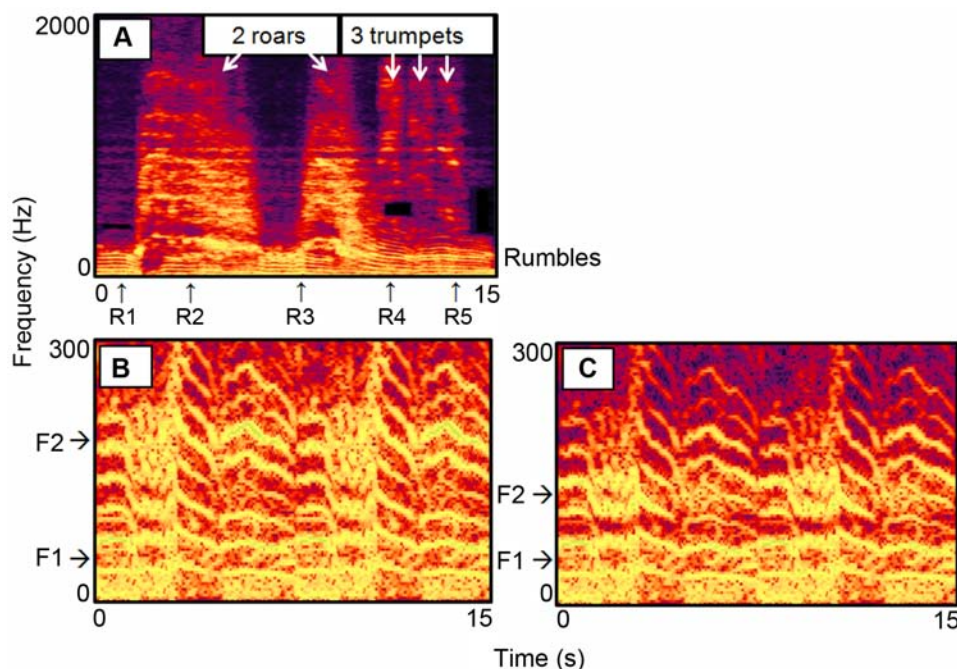 2000
A
2 roars
3 trumpets
Frequency (Hz)
0
Rumbles
0 ↑ ↑ ↑ ↑ ↑ 15
R1 R2 R3 R4 R5
300
B
F2→
F1→
0
0 15
300
C
F2→
F1→
0
0 15
Time (s)